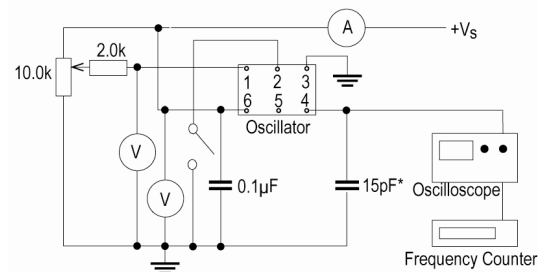 A
+Vs
2.0k
10.0k
1 2 3
6 5 4
Oscillator
V
V
0.1µF
15pF*
Oscilloscope
Frequency Counter